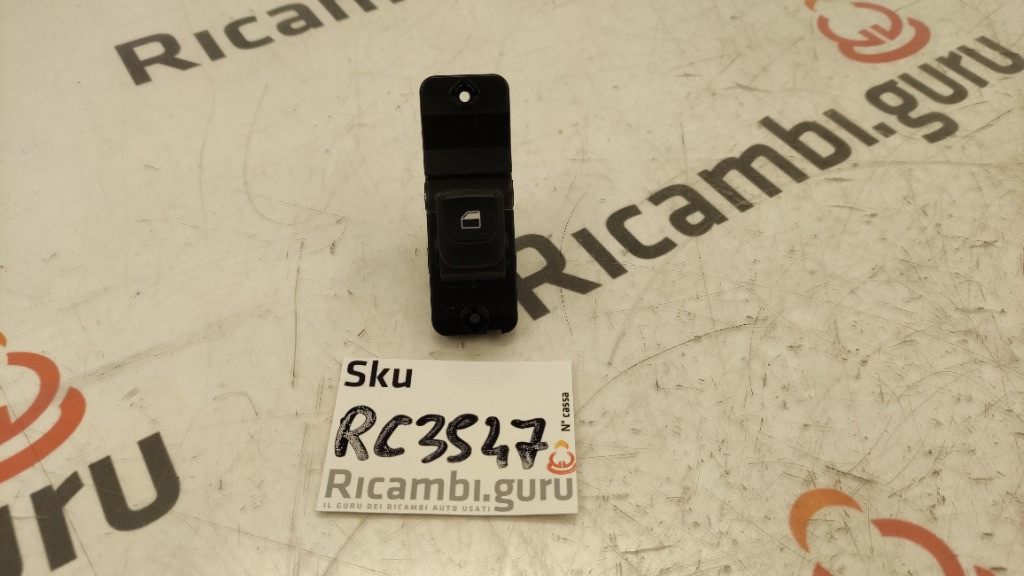 Ricambi.guru
Ricambi.guru
guru
Sku
RC3547
N° cassa
Ricambi.guru
IL GURU DEI RICAMBI AUTO USATI